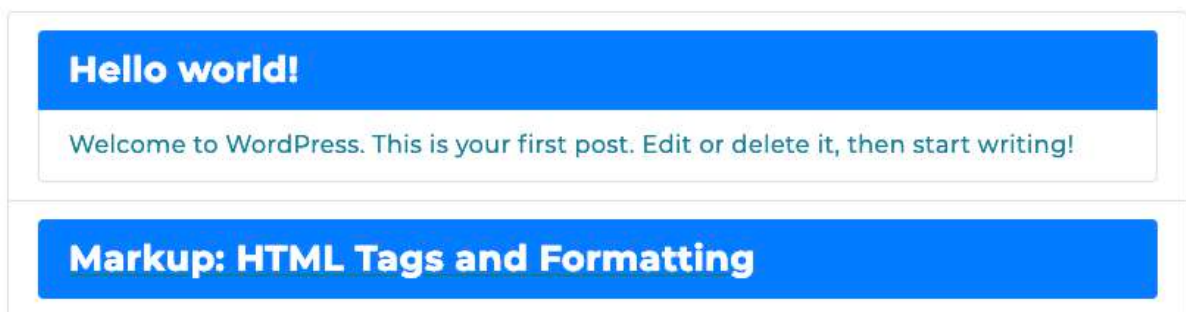 Hello world!
Welcome to WordPress. This is your first post. Edit or delete it, then start writing!
Markup: HTML Tags and Formatting